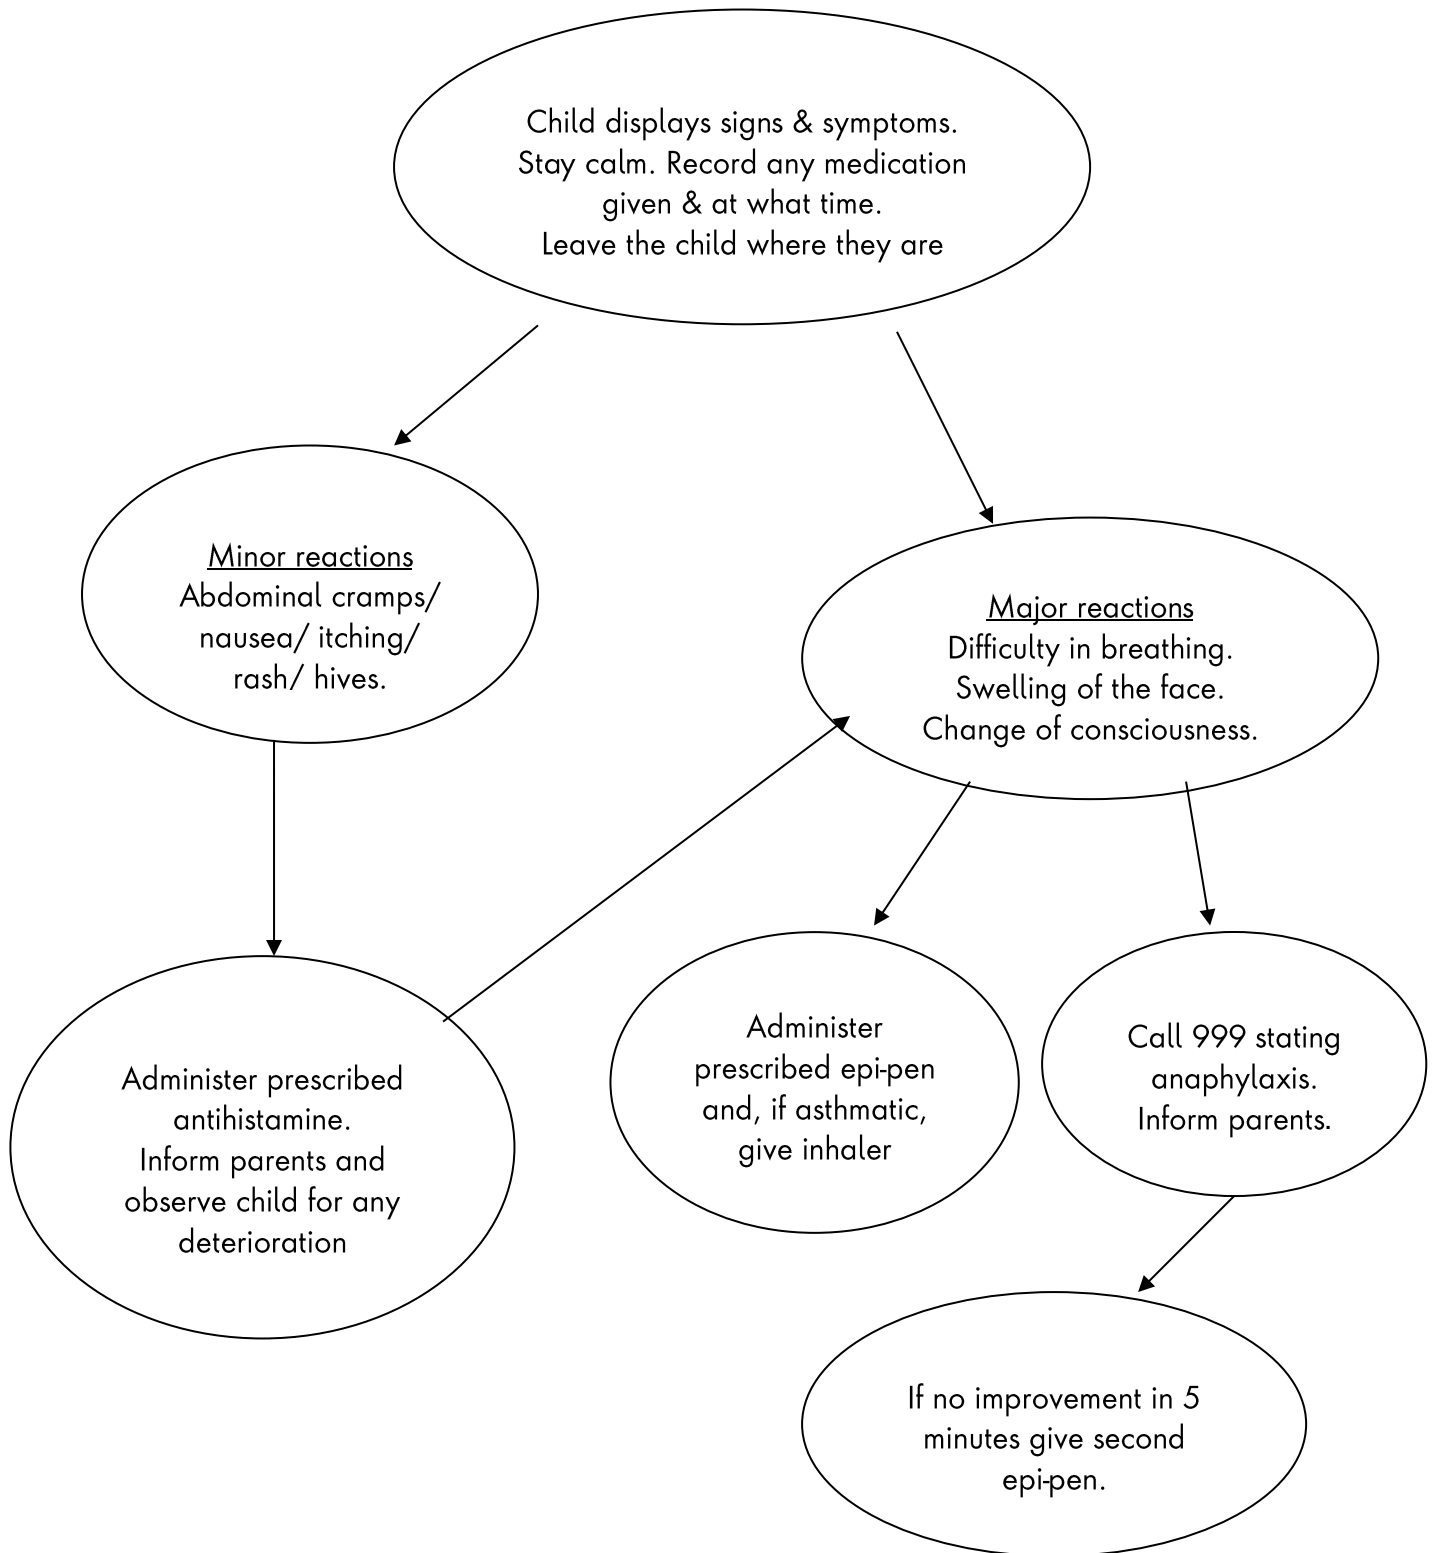 Child displays signs & symptoms.
Stay calm. Record any medication
given & at what time.
Leave the child where they are
Minor reactions
Abdominal cramps/
nausea/ itching/
rash/ hives.
Major reactions
Difficulty in breathing.
Swelling of the face.
Change of consciousness.
Administer prescribed
antihistamine.
Inform parents and
observe child for any
deterioration
Administer
prescribed epi-pen
and, if asthmatic,
give inhaler
Call 999 stating
anaphylaxis.
Inform parents.
If no improvement in 5
minutes give second
epi-pen.